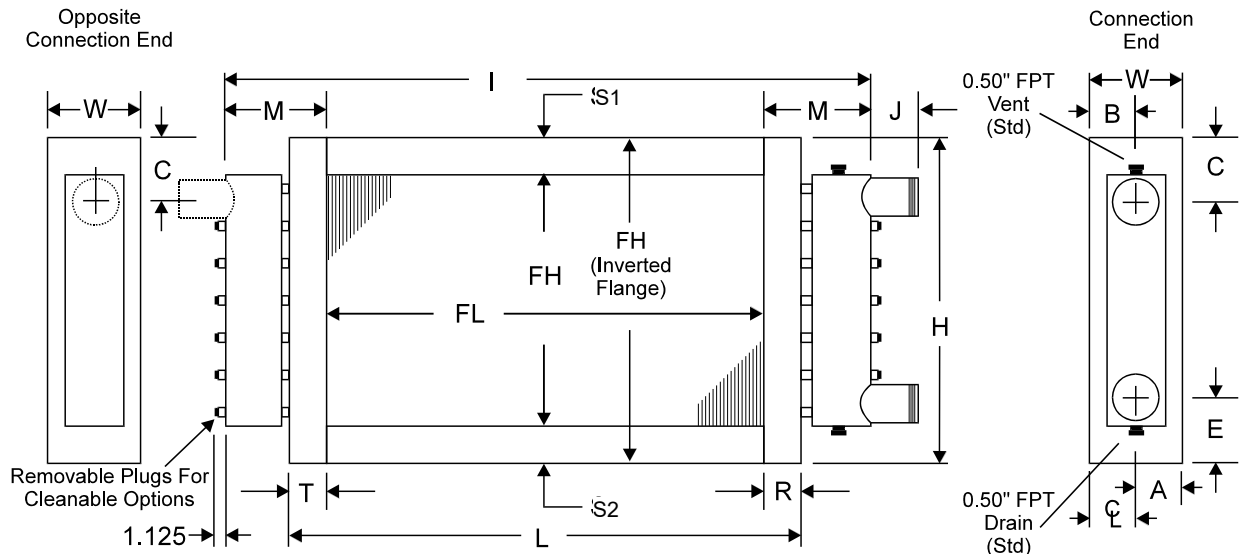 Opposite
Connection End
Connection
End
I
W
M
S1
M
J
0.50" FPT
Vent
(Std)
W
B
C
C
FH
(Inverted
Flange)
FH
FL
H
E
Removable Plugs For
Cleanable Options
T
R
A
1.125
L
S2
0.50" FPT
Drain
(Std)
℄